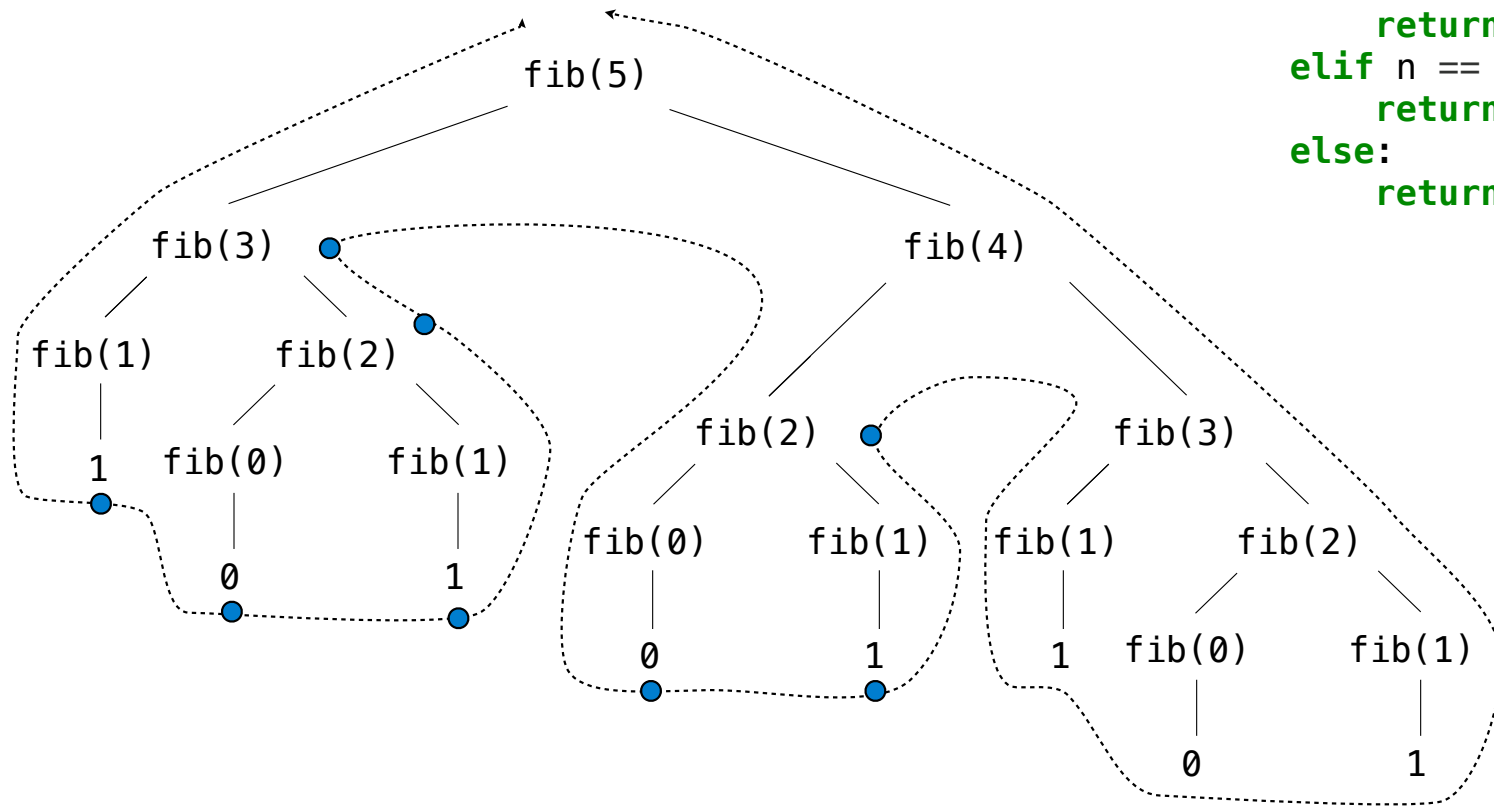 return
elif n ==
return
else:
return
fib(5)
fib(3) fib(4)
fib(1) fib(2)
fib(2) fib(3)
1 fib(0) fib(1)
fib(0) fib(1) fib(1) fib(2)
0 1
0 1 1 fib(0) fib(1)
0 1